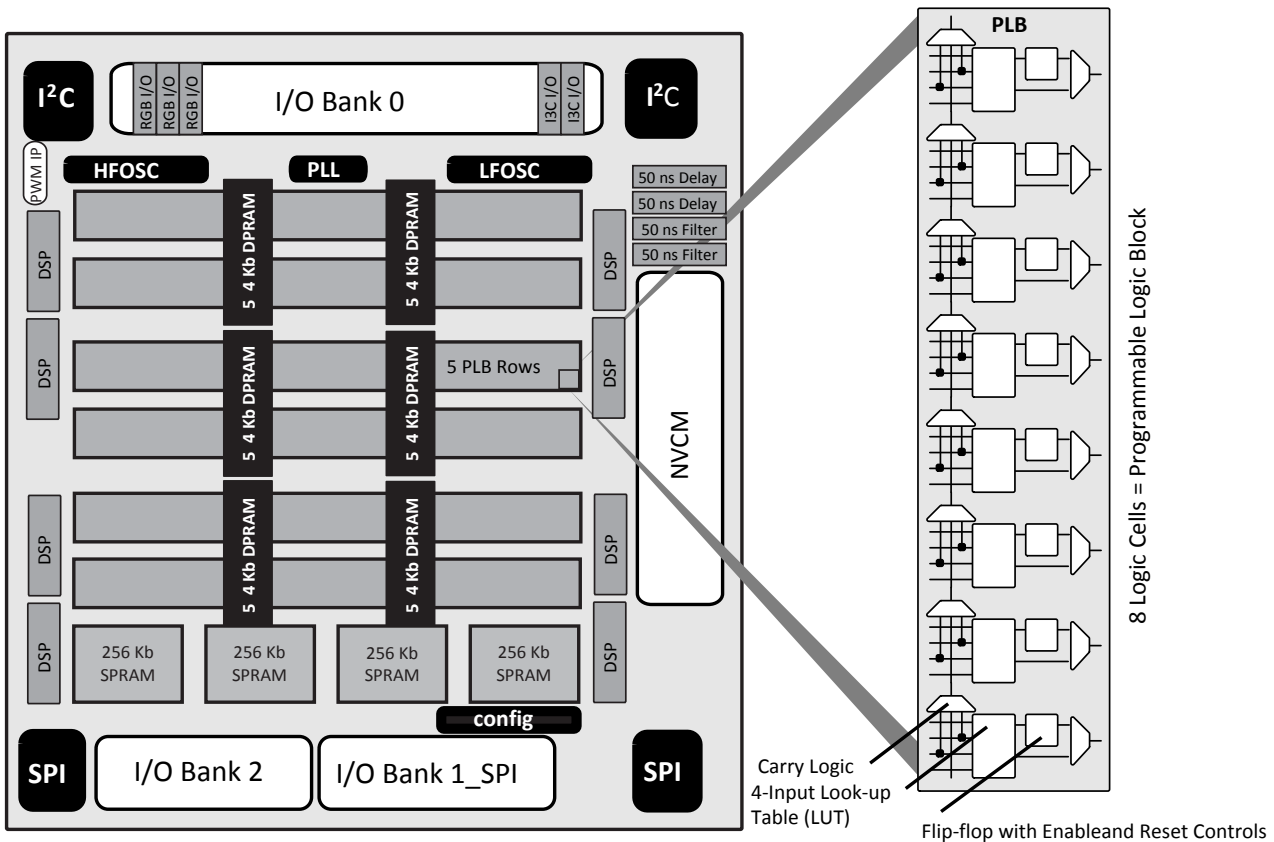 PLB
I²C
RGB I/O
RGB I/O
RGB I/O
I/O Bank 0
I3C I/O
I3C I/O
I²C
PWM IP
HFOSC
PLL
LFOSC
50 ns Delay
50 ns Delay
50 ns Filter
50 ns Filter
DSP
5 4 Kb DPRAM
5 4 Kb DPRAM
DSP
DSP
5 4 Kb DPRAM
5 4 Kb DPRAM
5 PLB Rows
DSP
NVCM
DSP
5 4 Kb DPRAM
5 4 Kb DPRAM
DSP
DSP
256 Kb
SPRAM
256 Kb
SPRAM
256 Kb
SPRAM
256 Kb
SPRAM
DSP
config
SPI
I/O Bank 2
I/O Bank 1_SPI
SPI
8 Logic Cells = Programmable Logic Block
Carry Logic
4-Input Look-up
Table (LUT)
Flip-flop with Enableand Reset Controls